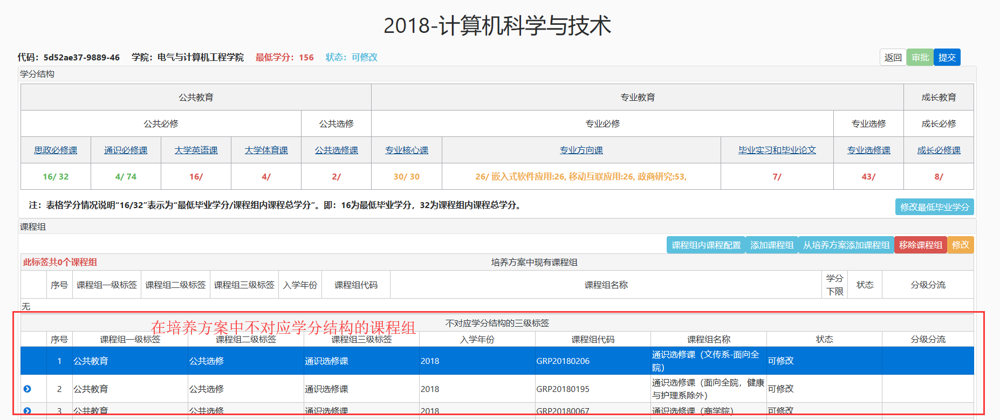 2018-计算机科学与技术
代码：5d52ae37-9889-46 学院：电气与计算机工程学院 最低学分：156 状态：可修改 返回 审批 提交
学分结构
公共教育 专业教育 成长教育
公共必修 公共选修 专业必修 专业选修 成长必修
思政必修课 通识必修课 大学英语课 大学体育课 公共选修课 专业核心课 专业方向课 毕业实习和毕业论文 专业选修课 成长必修课
16/ 32 4/ 74 16/ 4/ 2/ 30/ 30 26/ 嵌入式软件应用:26, 移动互联应用:26, 政商研究:53, 7/ 43/ 8/
注：表格学分情况说明“16/32”表示为“最低毕业学分/课程组内课程总学分”。即：16为最低毕业学分，32为课程组内课程总学分。
修改最低毕业学分
课程组
课程组内课程配置 添加课程组 从培养方案添加课程组 移除课程组 修改
此标签共0个课程组 培养方案中现有课程组
序号 课程组一级标签 课程组二级标签 课程组三级标签 入学年份 课程组代码 课程组名称 学分下限 状态 分级分流
无
在培养方案中不对应学分结构的课程组 不对应学分结构的三级标签
序号 课程组一级标签 课程组二级标签 课程组三级标签 入学年份 课程组代码 课程组名称 状态 分级分流
1 公共教育 公共选修 通识选修课 2018 GRP20180206 通识选修课（文传系-面向全院） 可修改
2 公共教育 公共选修 通识选修课 2018 GRP20180195 通识选修课（面向全院，健康与护理系除外） 可修改
3 公共教育 公共选修 通识选修课 2018 GRP20180067 通识选修课（商学院） 可修改